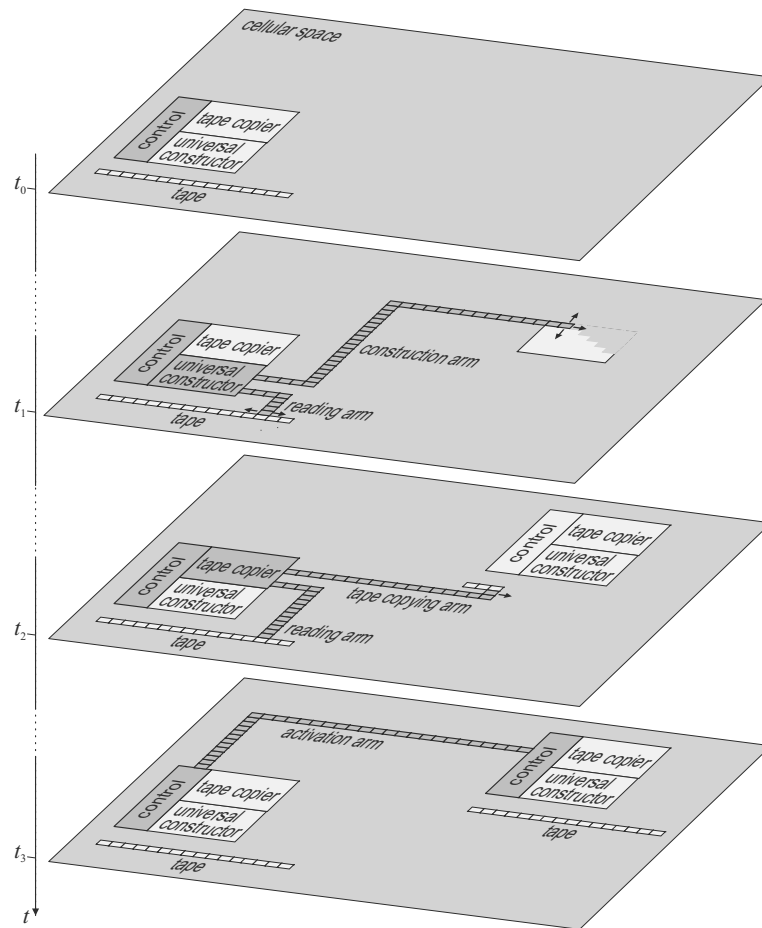 cellular space
control
tape copier
universal
constructor
tape
t0
control
tape copier
universal
constructor
construction arm
reading arm
tape
t1
control
tape copier
universal
constructor
tape copying arm
reading arm
tape
control
tape copier
universal
constructor
t2
activation arm
control
tape copier
universal
constructor
tape
control
tape copier
universal
constructor
tape
t3
t